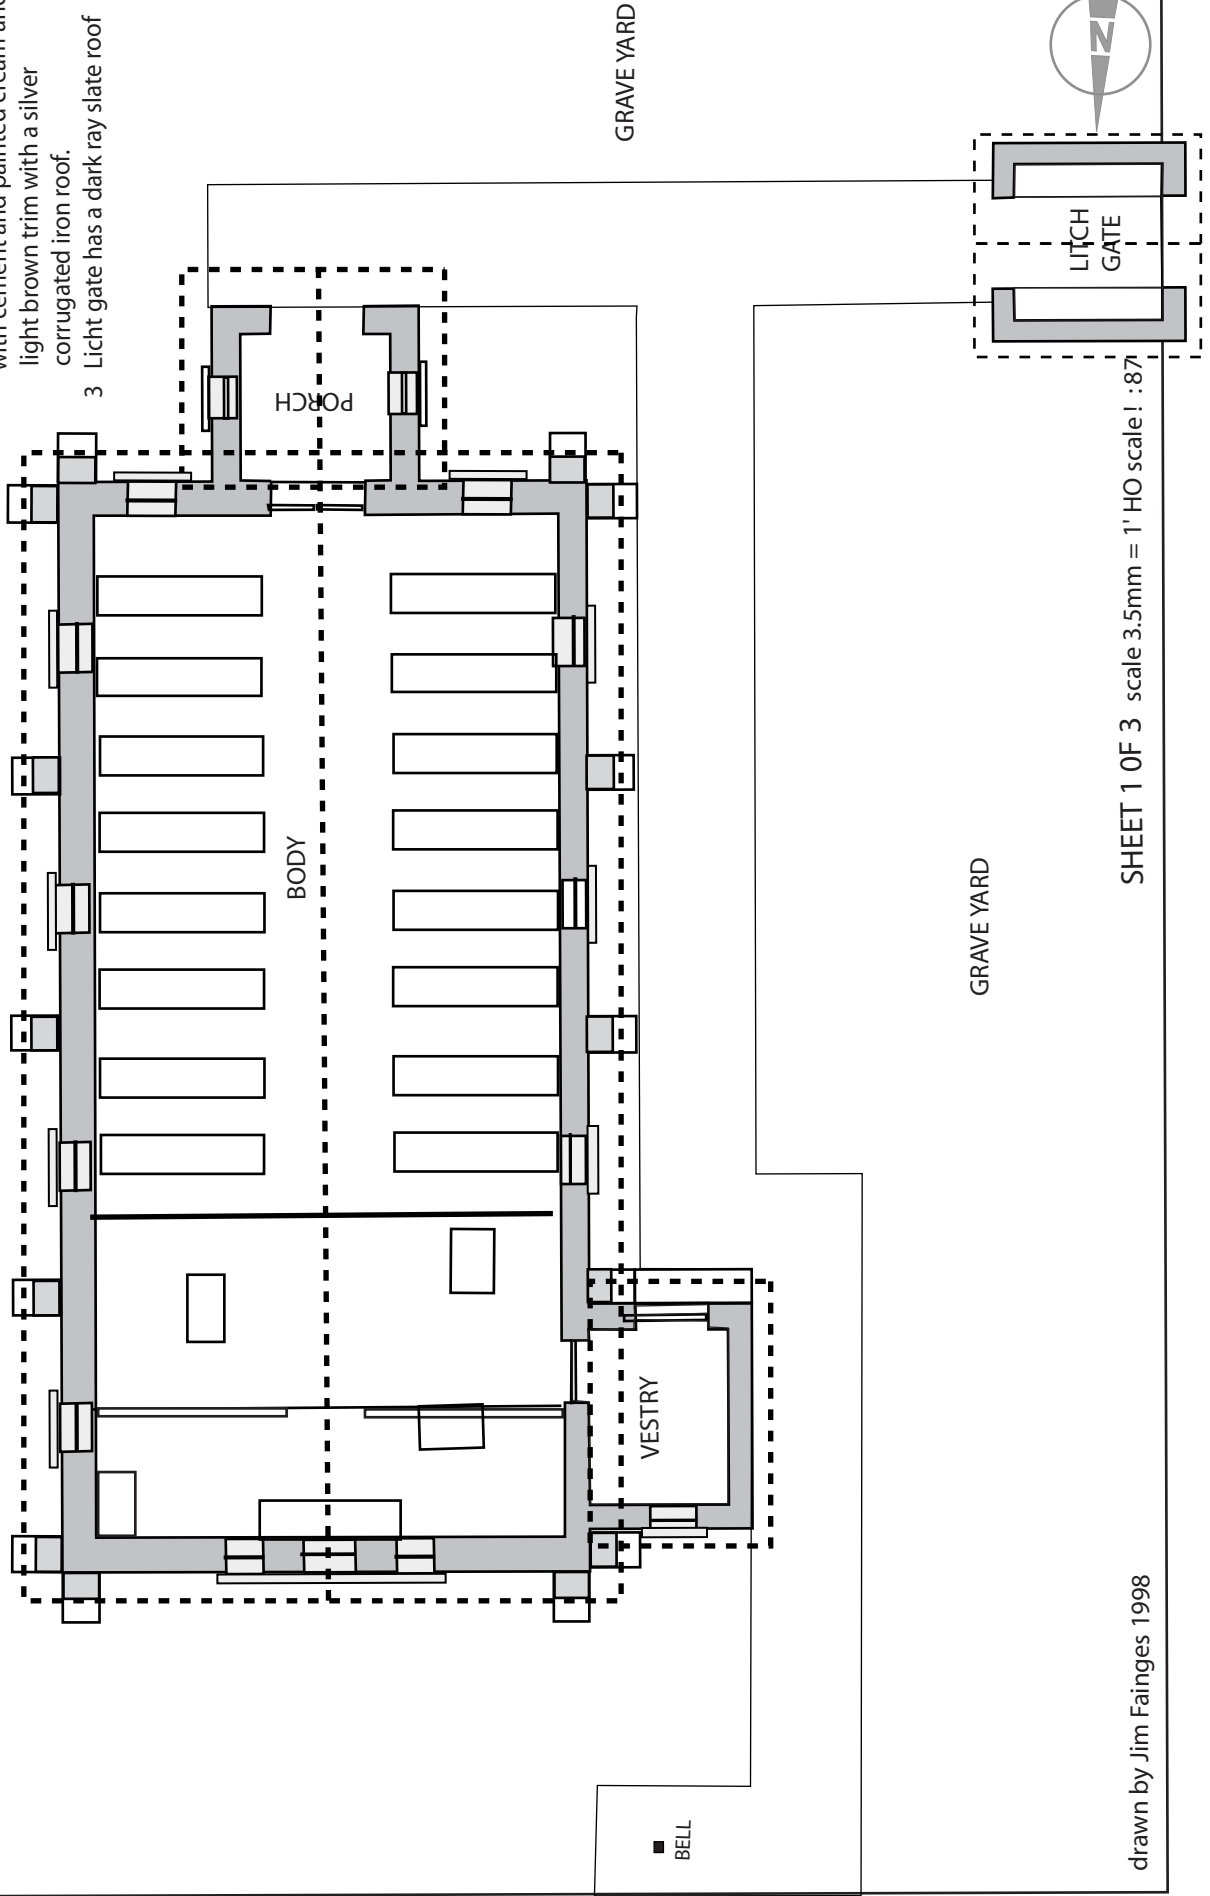 with cement and painted cream and
light brown trim with a silver
corrugated iron roof.
3 Licht gate has a dark ray slate roof
GRAVE YARD
N
LITCH
GATE
PORCH
BODY
VESTRY
GRAVE YARD
BELL
SHEET 1 OF 3 scale 3.5mm = 1' HO scale! :87
drawn by Jim Fainges 1998